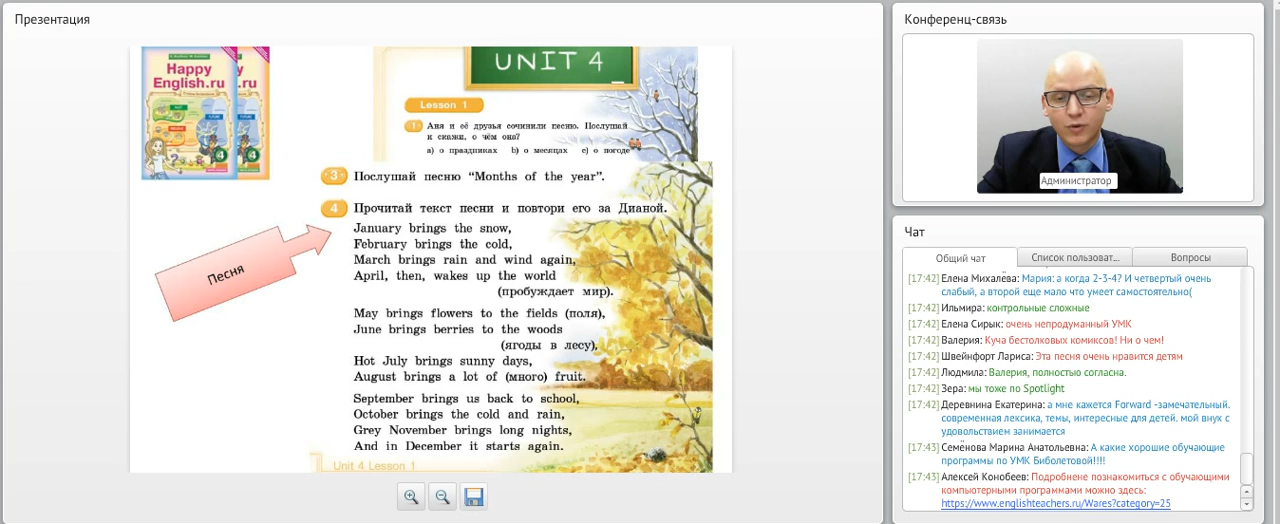 Презентация
Happy
English.ru
4
4
UNIT 4
Lesson 1
1 Аня и её друзья сочинили песню. Послушай
и скажи, о чём она?
a) о праздниках b) о месяцах c) о погоде
3 Послушай песню “Months of the year”.
4 Прочитай текст песни и повтори его за Дианой.
Песня
January brings the snow,
February brings the cold,
March brings rain and wind again,
April, then, wakes up the world
(пробуждает мир).
May brings flowers to the fields (поля),
June brings berries to the woods
(ягоды в лесу),
Hot July brings sunny days,
August brings a lot of (много) fruit.
September brings us back to school,
October brings the cold and rain,
Grey November brings long nights,
And in December it starts again.
Unit 4 Lesson 1
Конференц-связь
Администратор
Чат
Общий чат
Список пользоват...
Вопросы
[17:42] Елена Михалёва: Мария: а когда 2-3-4? И четвертый очень
слабый, а второй еще мало что умеет самостоятельно(
[17:42] Ильмира: контрольные сложные
[17:42] Елена Сирык: очень непродуманный УМК
[17:42] Валерия: Куча бестолковых комиксов! Ни о чем!
[17:42] Швейнфорт Лариса: Эта песня очень нравится детям
[17:42] Людмила: Валерия, полностью согласна.
[17:42] Зера: мы тоже по Spotlight
[17:42] Деревнина Екатерина: а мне кажется Forward -замечательный.
современная лексика, темы, интересные для детей. мой внух с
удовольствием занимается
[17:43] Семёнова Марина Анатольевна: А какие хорошие обучающие
программы по УМК Биболетовой!!!!
[17:43] Алексей Конобеев: Подробнене познакомиться с обучающими
компьютерными программами можно здесь:
https://www.englishteachers.ru/Wares?category=25